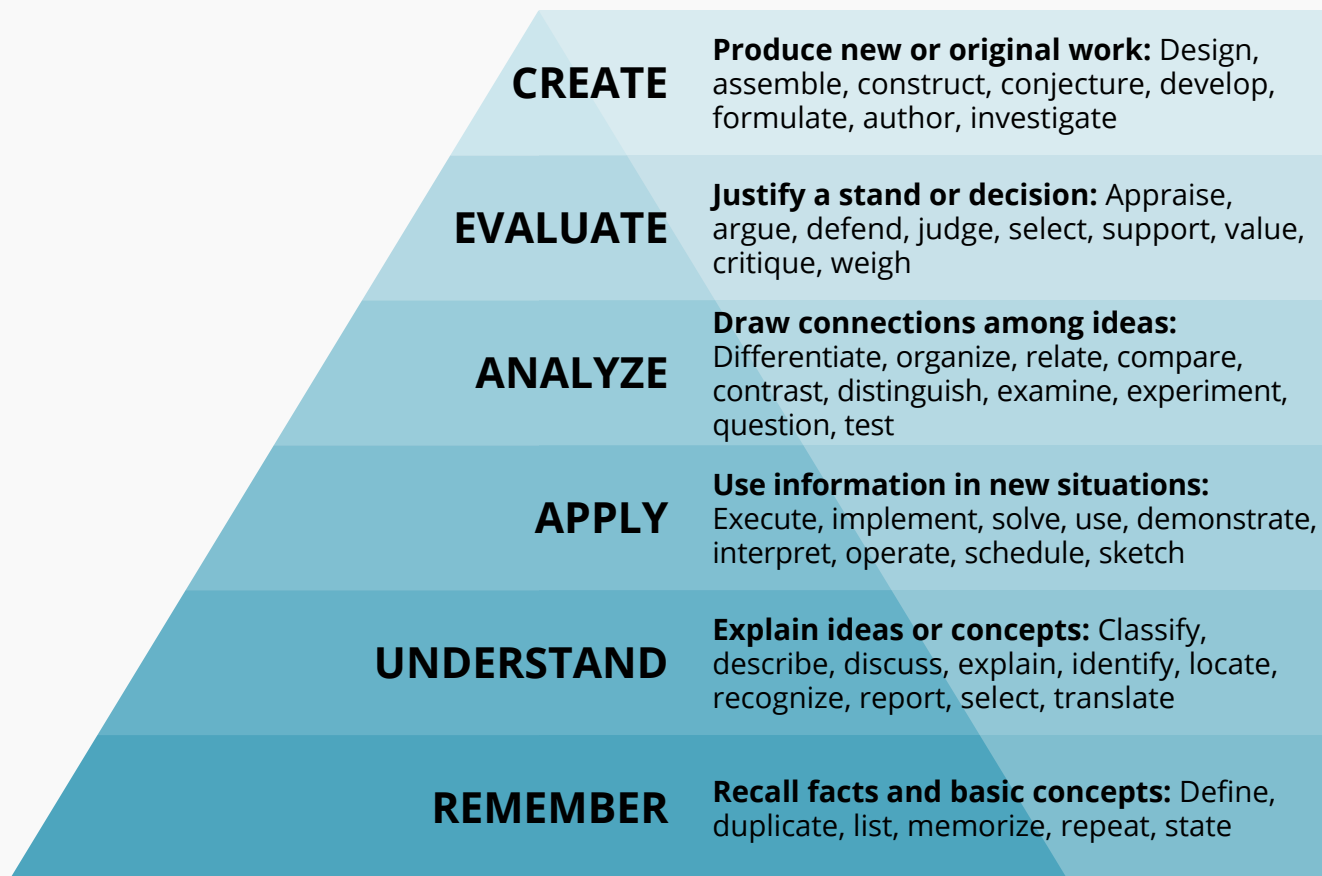 CREATE
Produce new or original work: Design,
assemble, construct, conjecture, develop,
formulate, author, investigate
EVALUATE
Justify a stand or decision: Appraise,
argue, defend, judge, select, support, value,
critique, weigh
ANALYZE
Draw connections among ideas:
Differentiate, organize, relate, compare,
contrast, distinguish, examine, experiment,
question, test
APPLY
Use information in new situations:
Execute, implement, solve, use, demonstrate,
interpret, operate, schedule, sketch
UNDERSTAND
Explain ideas or concepts: Classify,
describe, discuss, explain, identify, locate,
recognize, report, select, translate
REMEMBER
Recall facts and basic concepts: Define,
duplicate, list, memorize, repeat, state